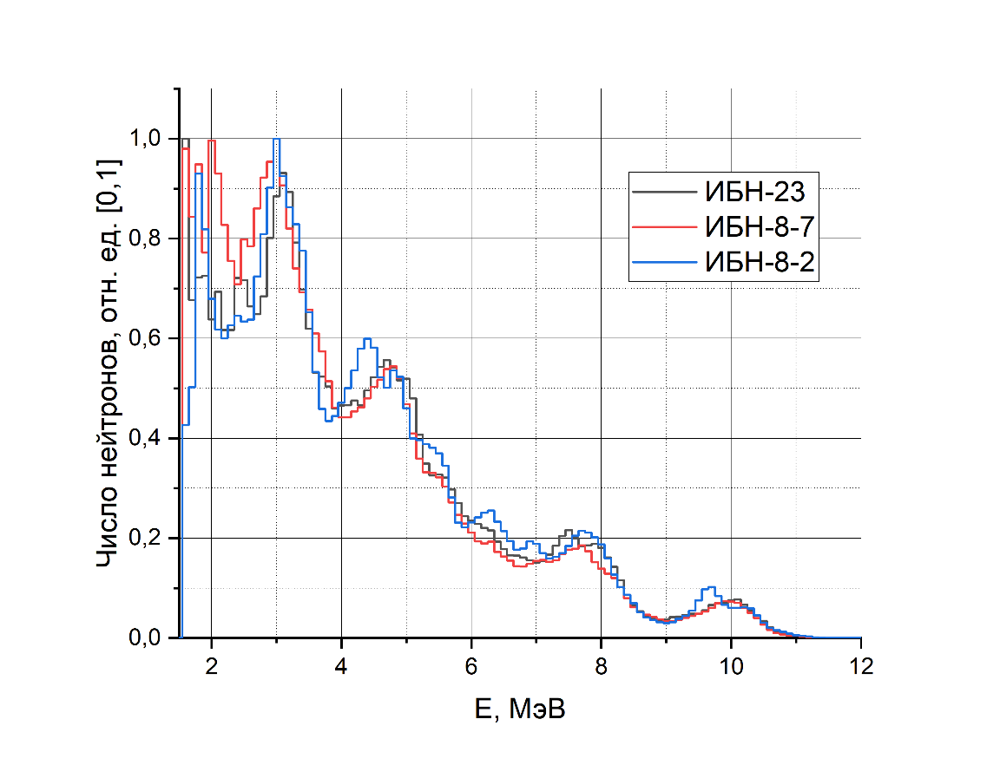 Число нейтронов, отн. ед. [0,1]
1,0
0,8
0,6
0,4
0,2
0,0
ИБН-23
ИБН-8-7
ИБН-8-2
2 4 6 8 10 12
E, МэВ